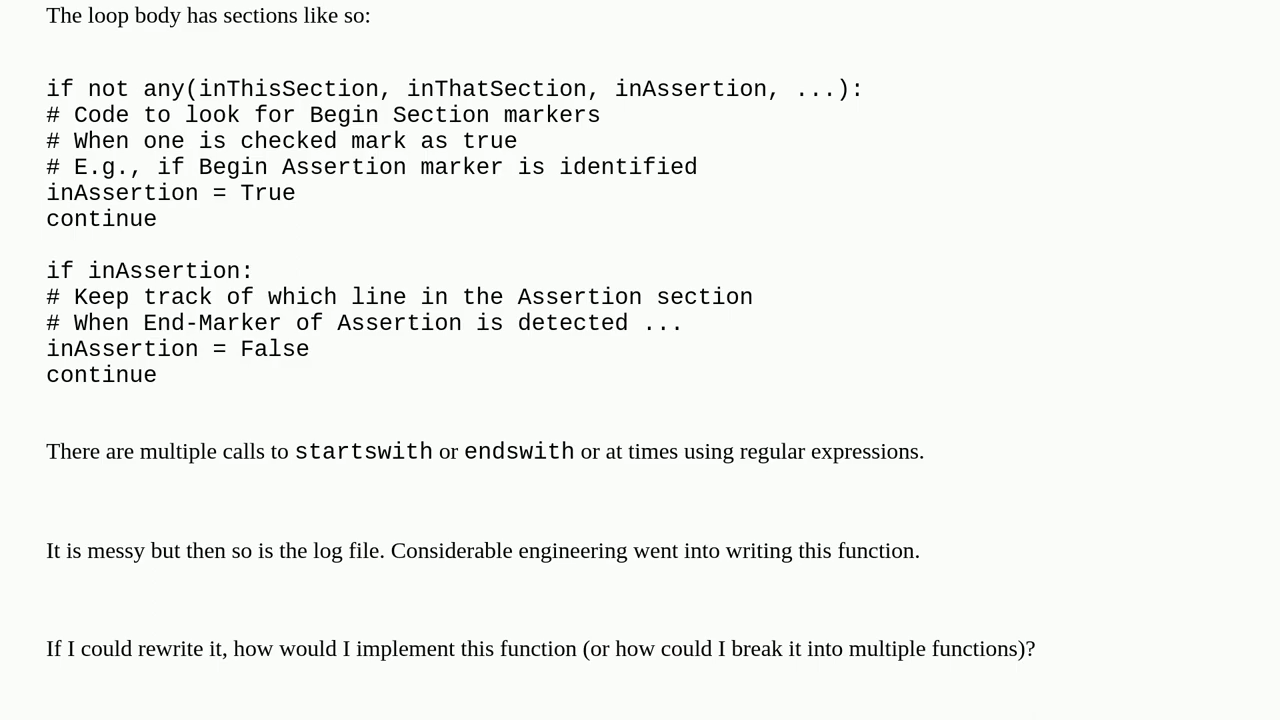 The loop body has sections like so:
if not any(inThisSection, inThatSection, inAssertion, ...):
# Code to look for Begin Section markers
# When one is checked mark as true
# E.g., if Begin Assertion marker is identified
inAssertion = True
continue
if inAssertion:
# Keep track of which line in the Assertion section
# When End-Marker of Assertion is detected ...
inAssertion = False
continue
There are multiple calls to startswith or endswith or at times using regular expressions.
It is messy but then so is the log file. Considerable engineering went into writing this function.
If I could rewrite it, how would I implement this function (or how could I break it into multiple functions)?